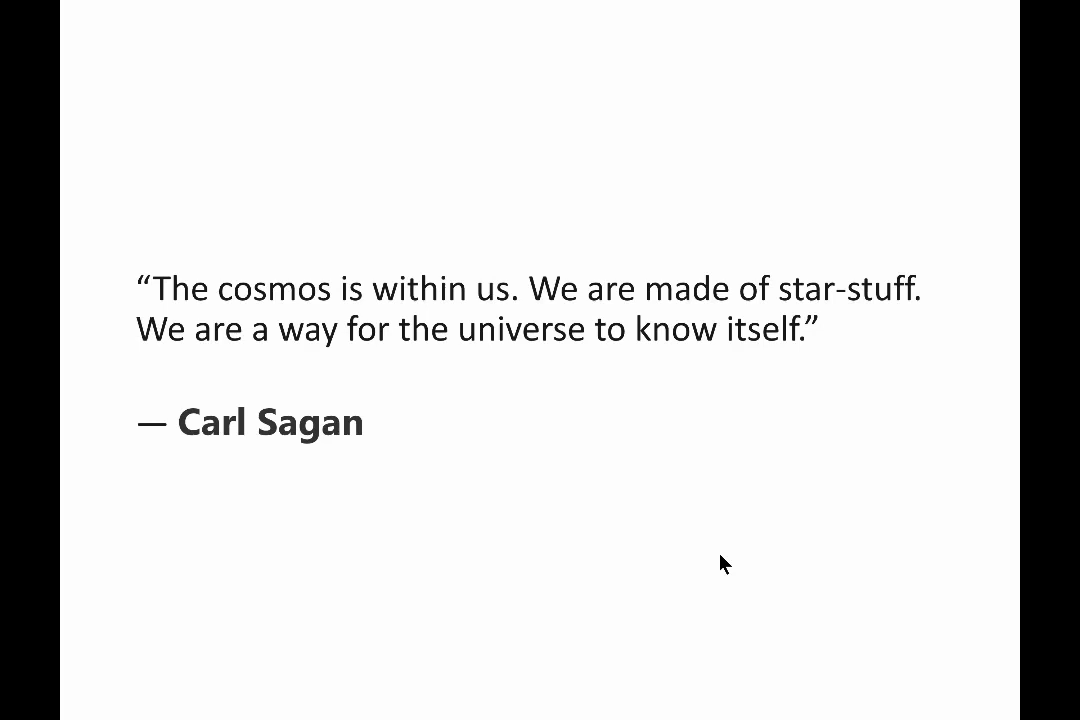 “The cosmos is within us. We are made of star-stuff.
We are a way for the universe to know itself.”
— Carl Sagan